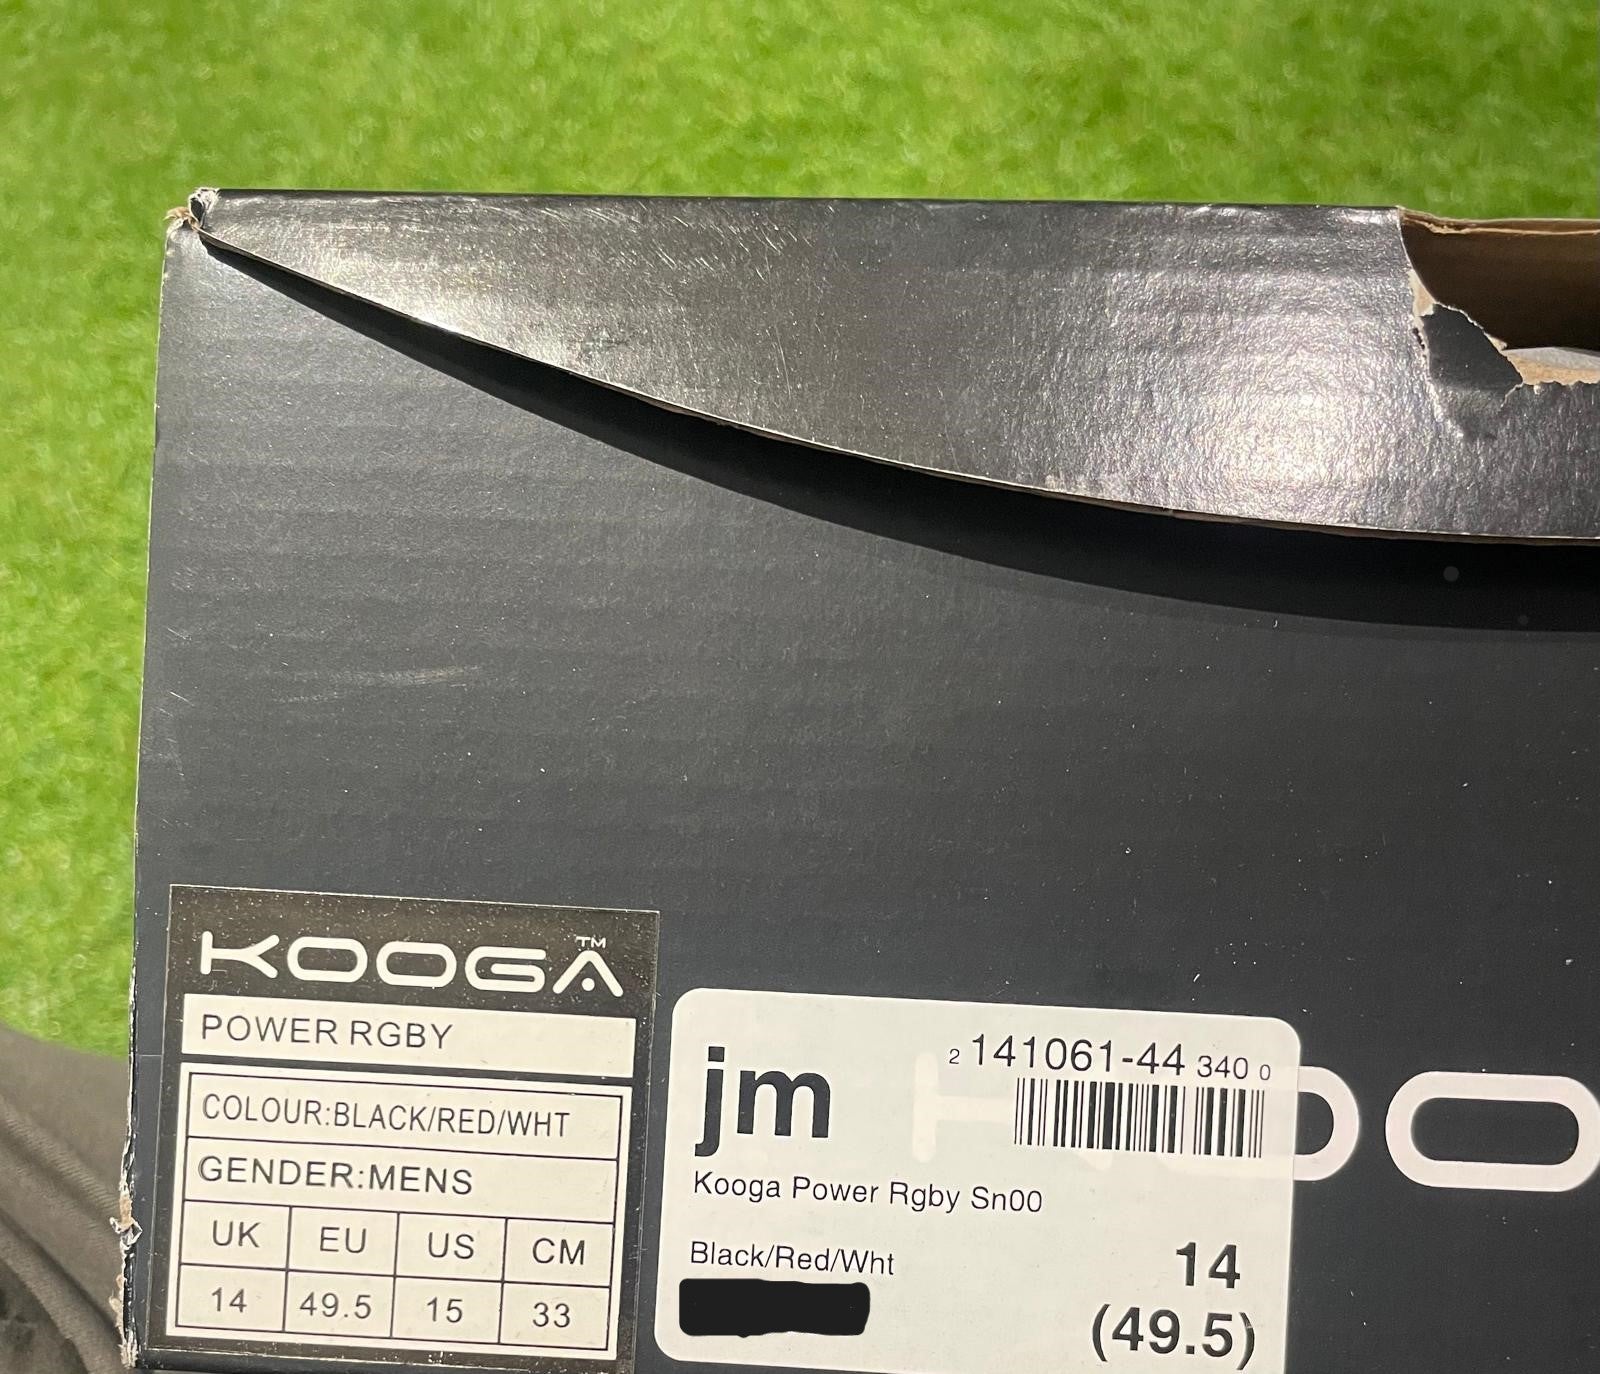 KOOGA™
POWER RGBY
COLOUR:BLACK/RED/WHT
GENDER:MENS
UK EU US CM
14 49.5 15 33
jm
2 141061-44 340 0
Kooga Power Rgby Sn00
Black/Red/Wht
14
(49.5)